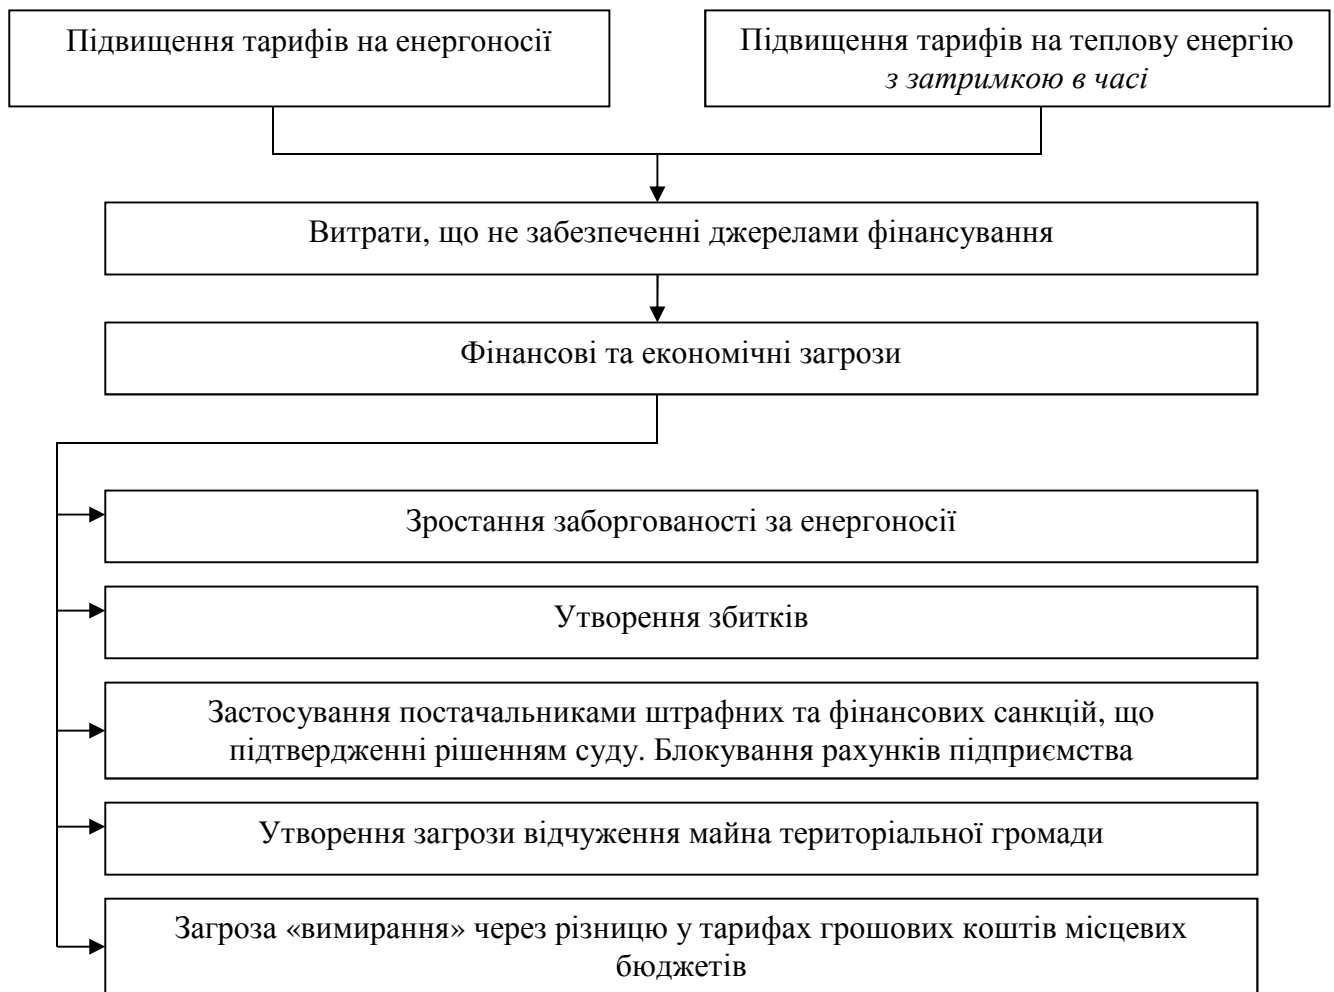 Підвищення тарифів на енергоносії
Підвищення тарифів на теплову енергію
з затримкою в часі
Витрати, що не забезпеченні джерелами фінансування
Фінансові та економічні загрози
Зростання заборгованості за енергоносії
Утворення збитків
Застосування постачальниками штрафних та фінансових санкцій, що
підтвердженні рішенням суду. Блокування рахунків підприємства
Утворення загрози відчуження майна територіальної громади
Загроза «вимирання» через різницю у тарифах грошових коштів місцевих
бюджетів